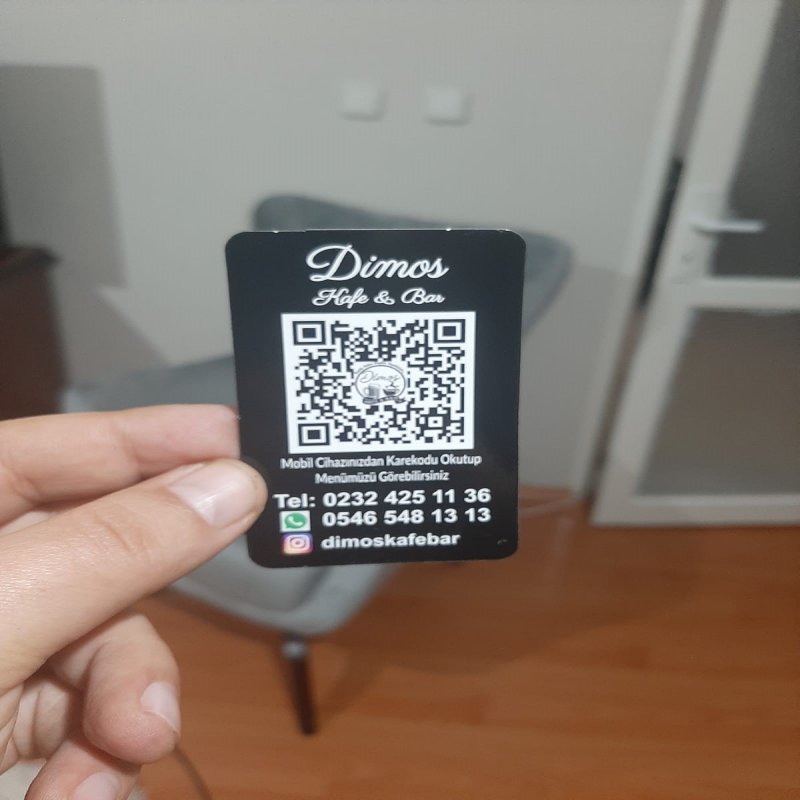 Dimos
Kafe & Bar
Dimos
Mobil Cihazınızdan Karekodu Okutup
Menümüzü Görebilirsiniz
Tel: 0232 425 11 36
0546 548 13 13
dimoskafebar